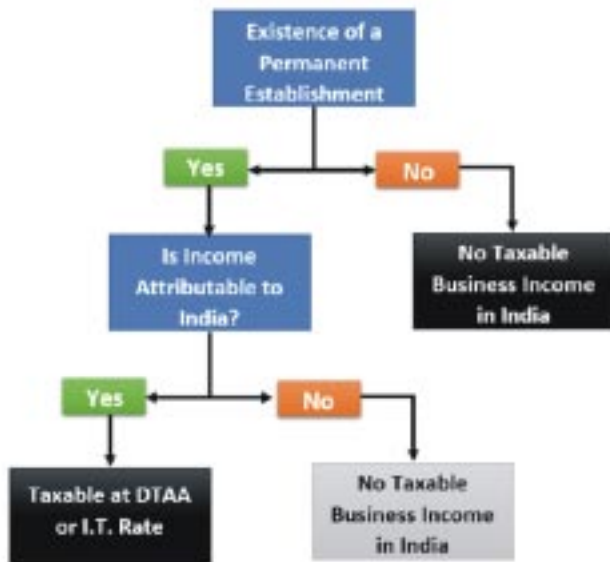 Existence of a
Permanent
Establishment
Yes
No
Is Income
Attributable to
India?
No Taxable
Business Income
in India
Yes
No
Taxable at DTAA
or I.T. Rate
No Taxable
Business Income
in India